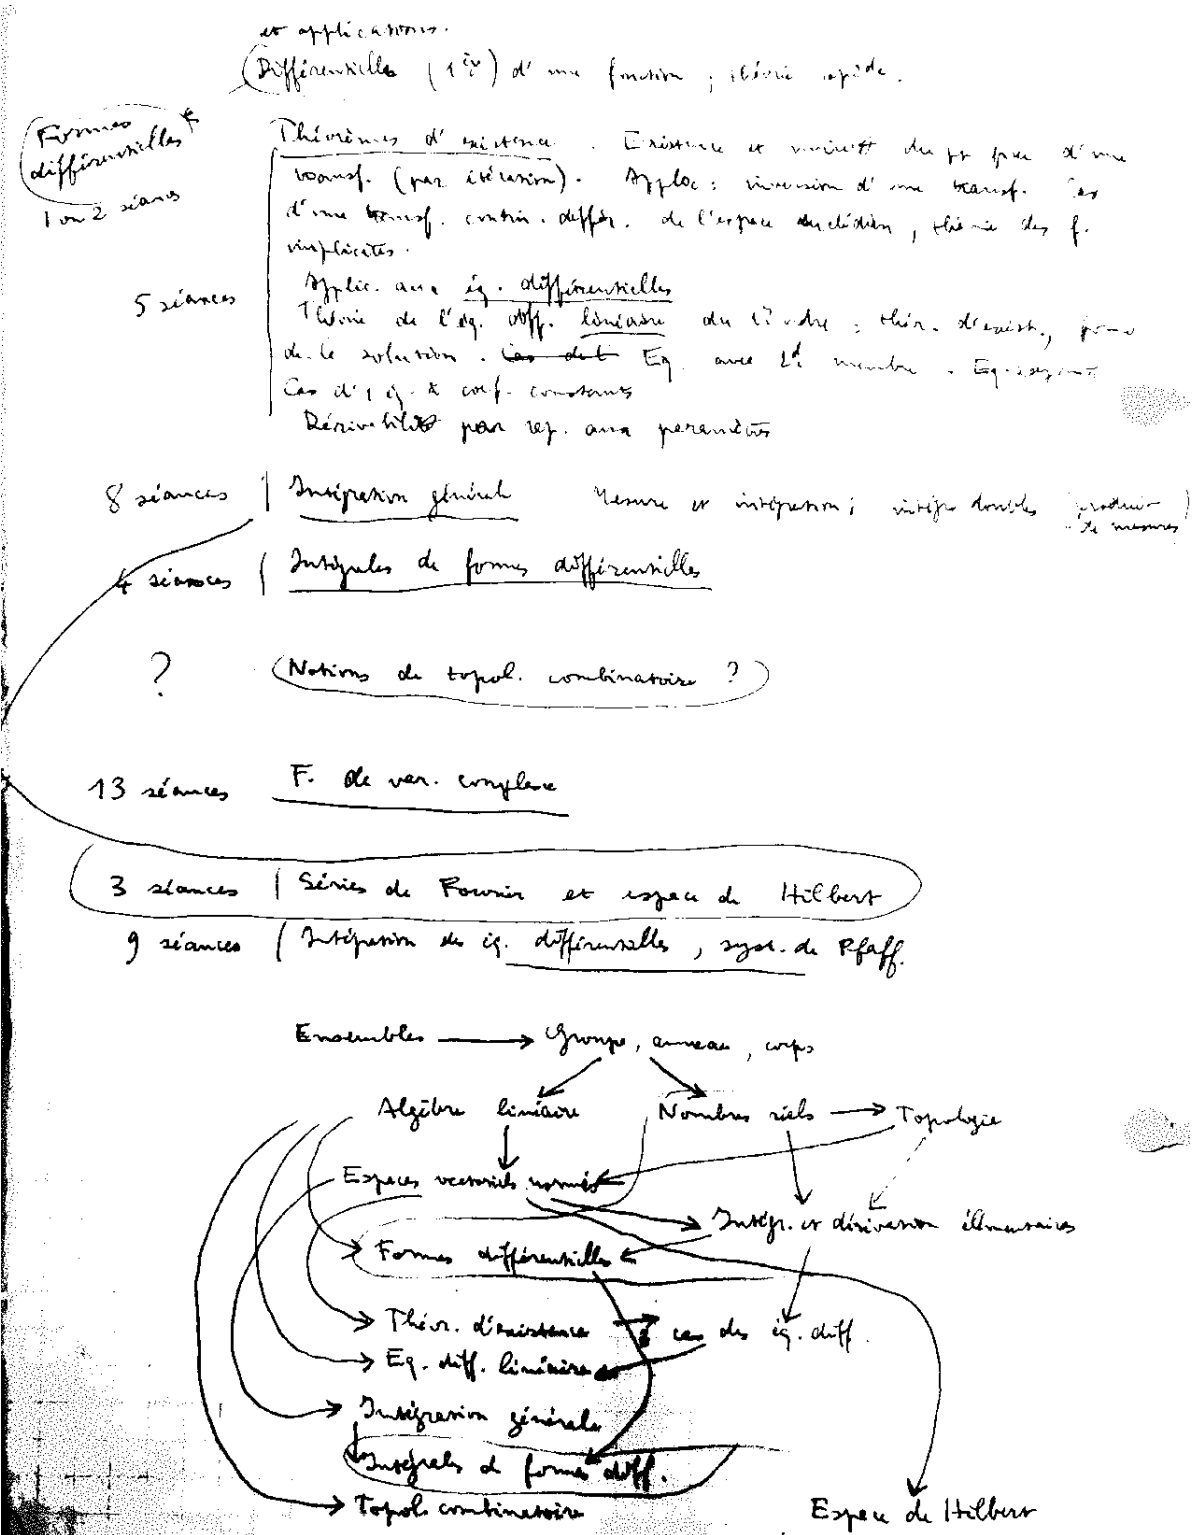 et applications.
Différentielles (1ier) d'une fonction ; théorie rapide.
Formes
différentielles
1 ou 2 séances
Théorèmes d'existence. Existence et unicité du pt fixe d'une
transf. (par itération). Applic : inversion d'une transf. Cas
d'une transf. contin. différ. de l'espace euclidien, théorie des f.
implicites.
5 séances
Applic. aux éq. différentielles
Théorie de l'éq. diff. linéaire du 1er ordre ; théor. d'exist., forme
de la solution. Eq. avec 2d membre.
Cas d'1 éq. à coef. constants
Dérivabilité par rap. aux paramètres
8 séances | Intégration générale Mesure et intégration ; intégr. doubles (produit
de mesures)
4 séances | Intégrales de formes différentielles
? (Notions de topol. combinatoire ?)
13 séances F. de var. complexe
3 séances | Séries de Fourier et espace de Hilbert
9 séances | Intégration des éq. différentielles, syst. de Pfaff.
Ensembles → Groupe, anneau, corps
Algèbre linéaire Nombres réels → Topologie
Espaces vectoriels normés
Intégr. et dérivation élémentaires
Formes différentielles
Théor. d'existence cas des éq. diff.
Eq. diff. linéaires
Intégration générale
Intégrales d formes diff.
Topol. combinatoire
Espace de Hilbert